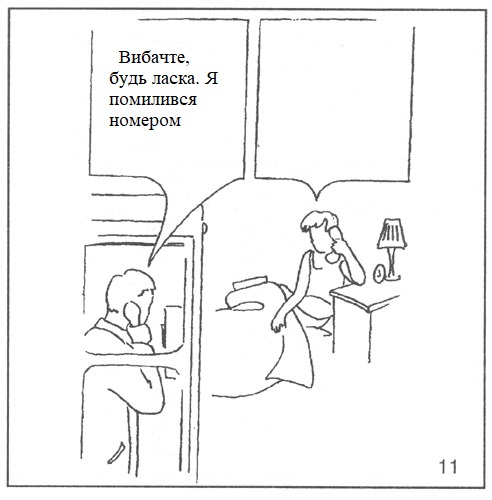 Вибачте,
будь ласка. Я
помилився
номером
11